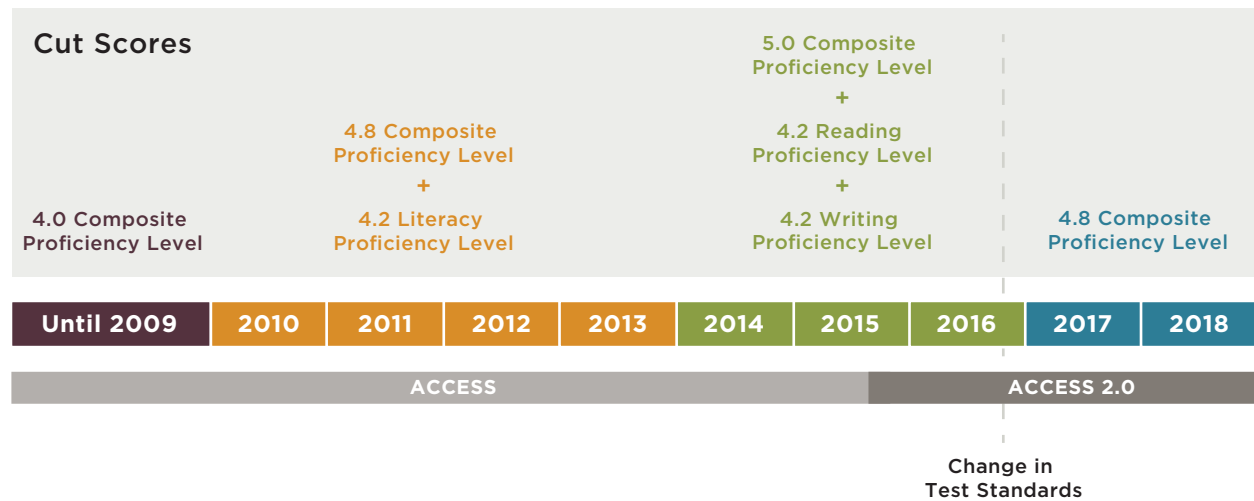 Cut Scores
4.0 Composite
Proficiency Level
4.8 Composite
Proficiency Level
+
4.2 Literacy
Proficiency Level
5.0 Composite
Proficiency Level
+
4.2 Reading
Proficiency Level
+
4.2 Writing
Proficiency Level
4.8 Composite
Proficiency Level
Until 2009 2010 2011 2012 2013 2014 2015 2016 2017 2018
ACCESS ACCESS 2.0
Change in
Test Standards